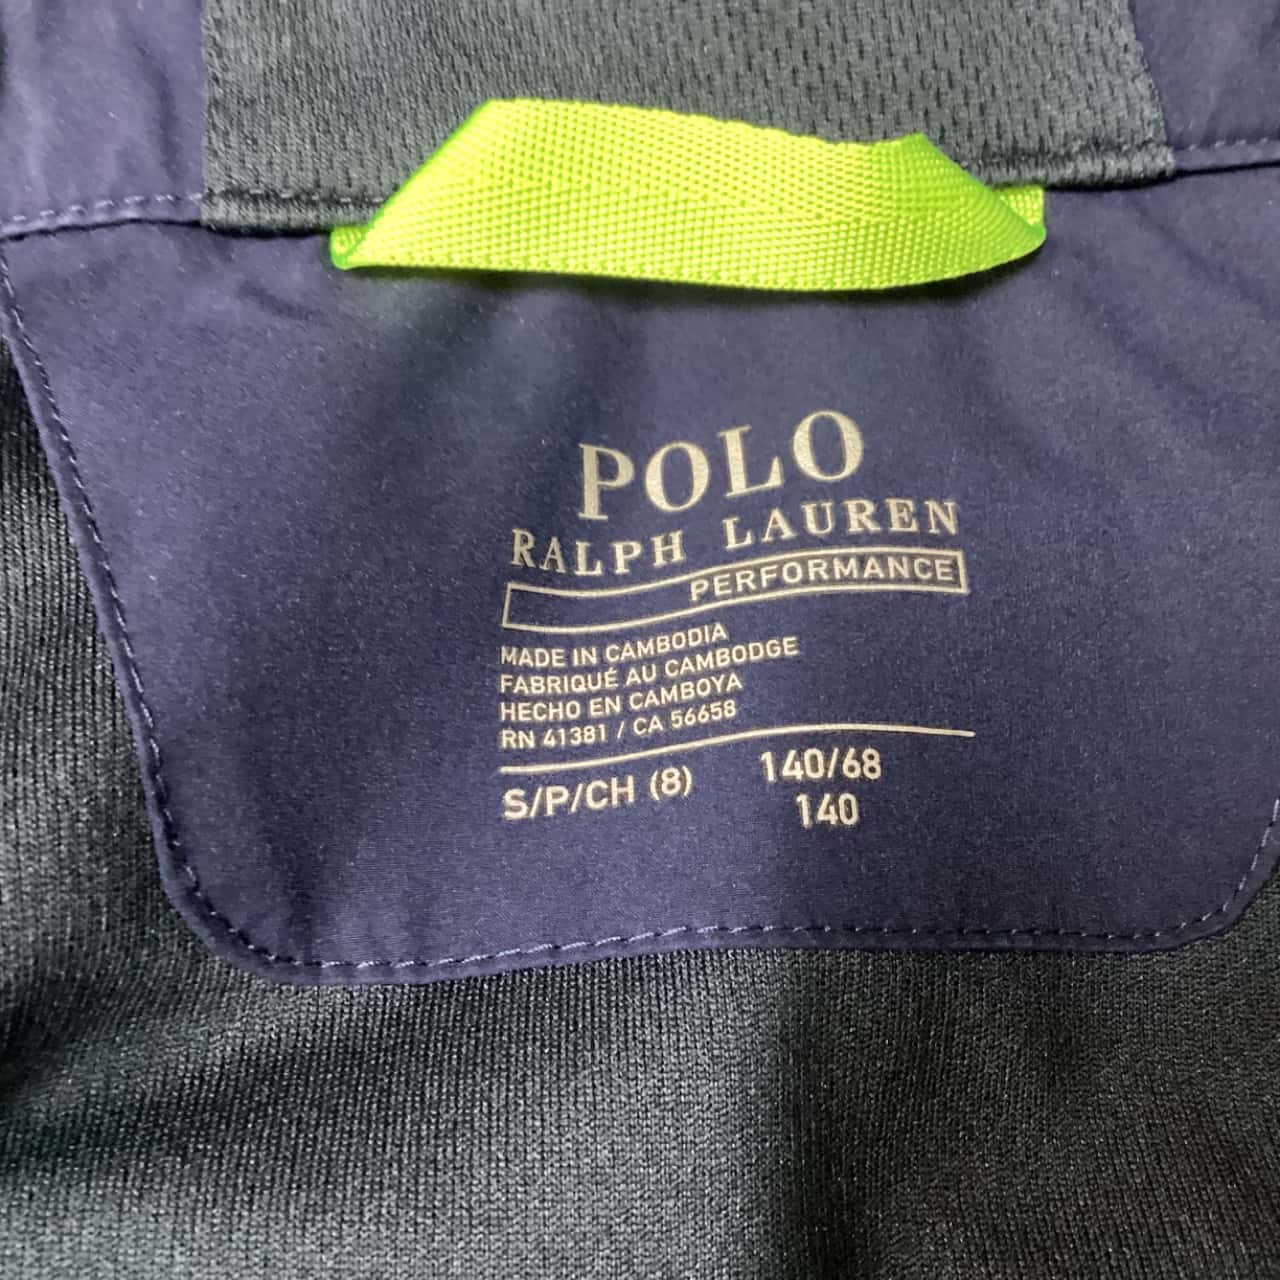 POLO
RALPH LAUREN
PERFORMANCE
MADE IN CAMBODIA
FABRIQUÉ AU CAMBODGE
HECHO EN CAMBOYA
RN 41381 / CA 56658
S/P/CH (8) 140/68
140